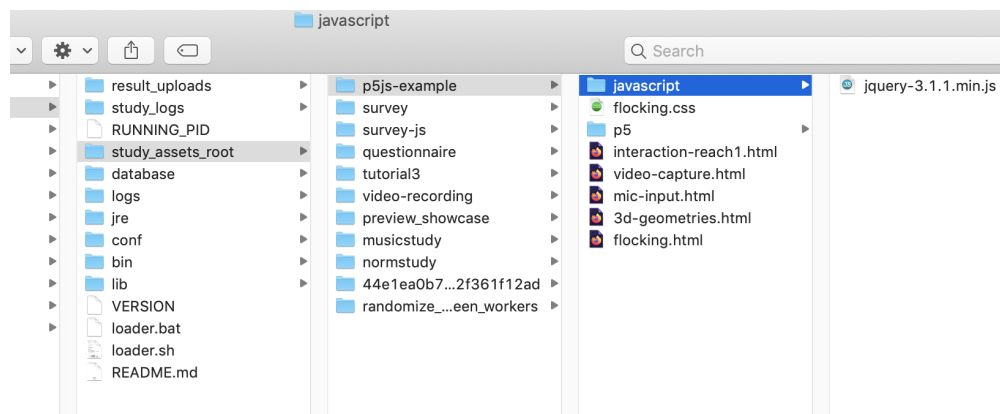 javascript
Search
result_uploads
study_logs
RUNNING_PID
study_assets_root
database
logs
jre
conf
bin
lib
VERSION
loader.bat
loader.sh
README.md
p5js-example
survey
survey-js
questionnaire
tutorial3
video-recording
preview_showcase
musicstudy
normstudy
44e1ea0b7...2f361f12ad
randomize_...een_workers
javascript
flocking.css
p5
interaction-reach1.html
video-capture.html
mic-input.html
3d-geometries.html
flocking.html
jquery-3.1.1.min.js